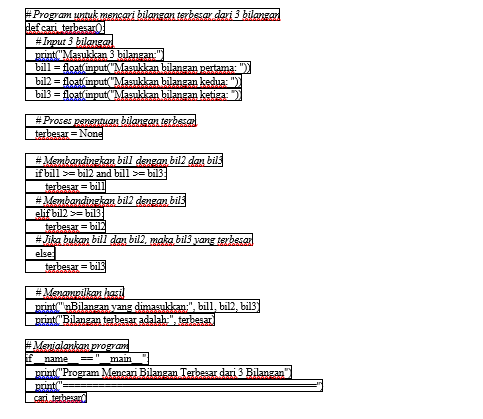 # Program untuk mencari bilangan terbesar dari 3 bilangan
def cari_terbesar():
# Input 3 bilangan
print("Masukkan 3 bilangan:")
bil1 = float(input("Masukkan bilangan pertama: "))
bil2 = float(input("Masukkan bilangan kedua: "))
bil3 = float(input("Masukkan bilangan ketiga: "))
# Proses penentuan bilangan terbesar
terbesar = None
# Membandingkan bil1 dengan bil2 dan bil3
if bil1 >= bil2 and bil1 >= bil3:
terbesar = bil1
# Membandingkan bil2 dengan bil3
elif bil2 >= bil3:
terbesar = bil2
# Jika bukan bil1 dan bil2, maka bil3 yang terbesar
else:
terbesar = bil3
# Menampilkan hasil
print("\nBilangan yang dimasukkan:", bil1, bil2, bil3)
print("Bilangan terbesar adalah:", terbesar)
# Menjalankan program
if __name__ == "__main__":
print("Program Mencari Bilangan Terbesar dari 3 Bilangan")
print("===========================================")
cari_terbesar()